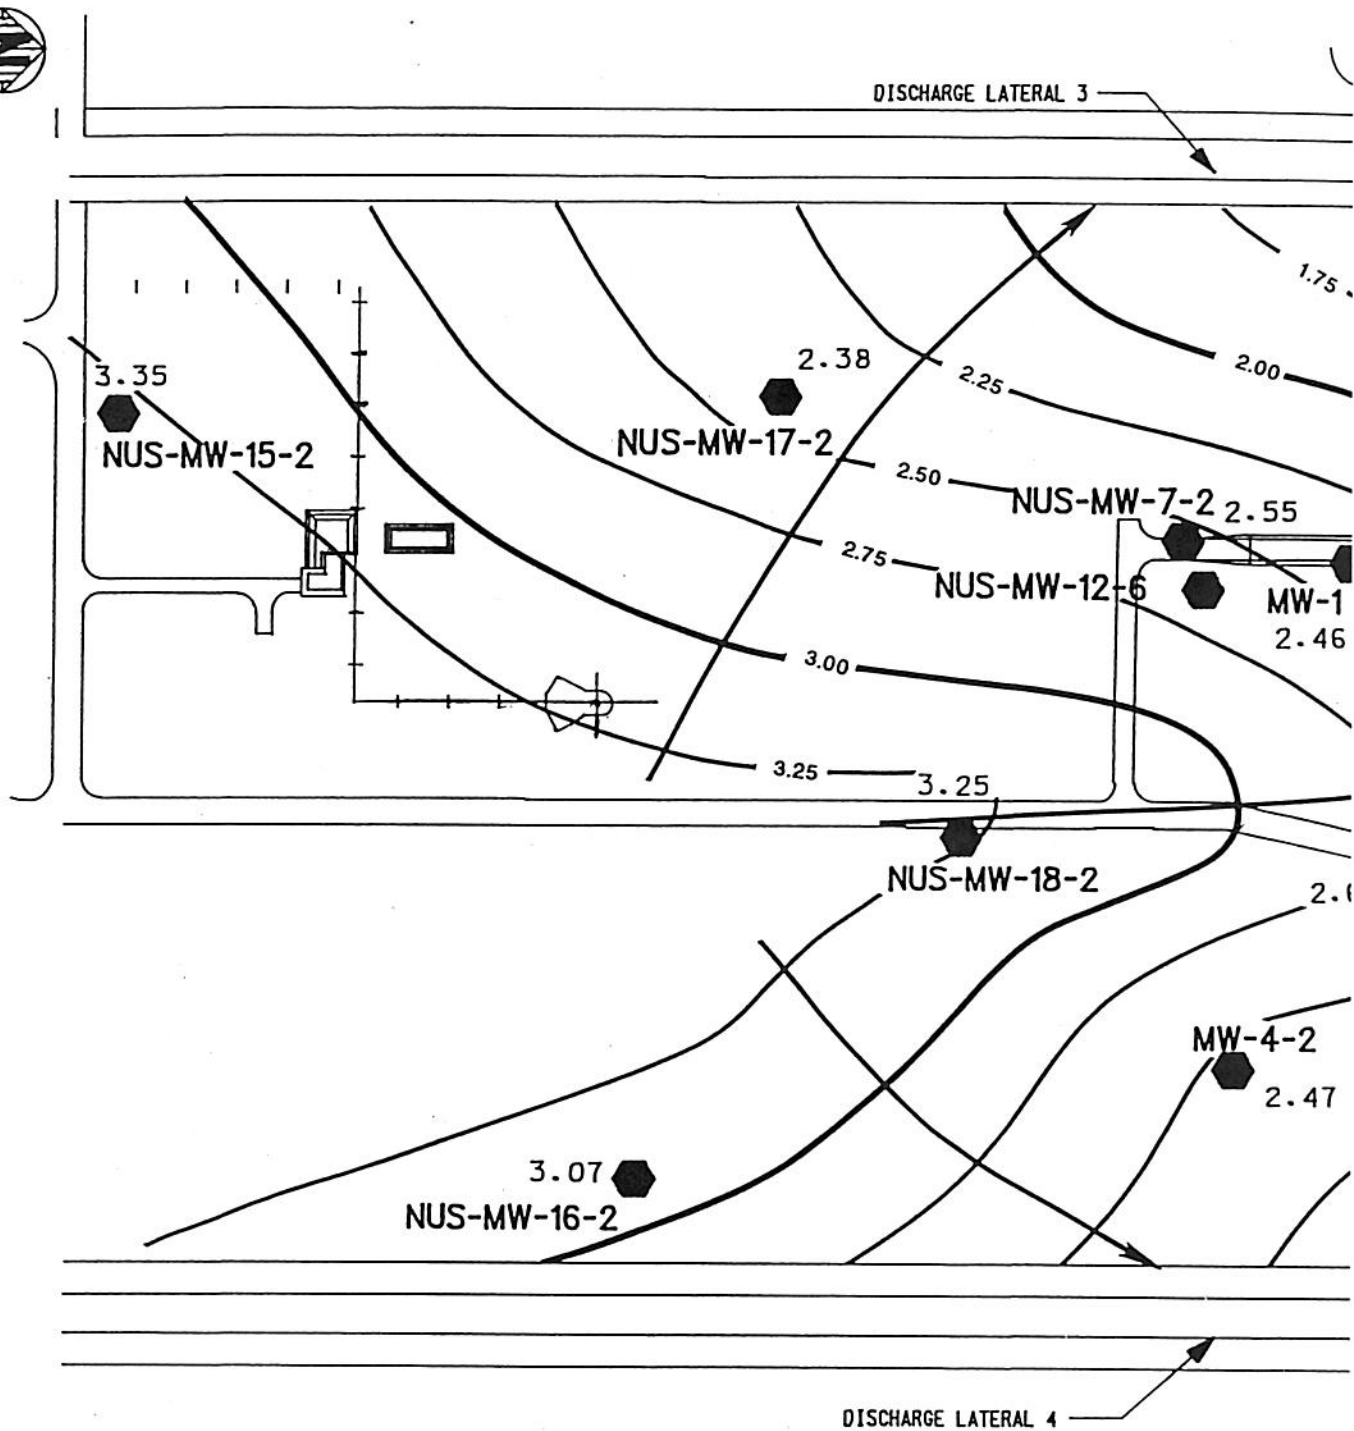 DISCHARGE LATERAL 3
1.75
2.00
3.35
2.38
2.25
NUS-MW-15-2
NUS-MW-17-2
2.50
NUS-MW-7-2
2.55
2.75
NUS-MW-12-6
MW-1
2.46
3.00
3.25
3.25
NUS-MW-18-2
MW-4-2
2.47
3.07
NUS-MW-16-2
DISCHARGE LATERAL 4